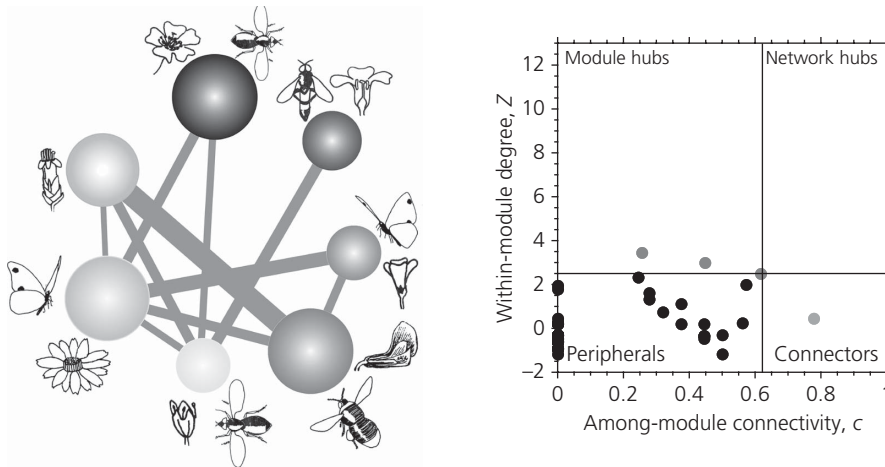 Module hubs Network hubs
12
10
8
6
4
2
0
−2
Within-module degree, Z
Peripherals Connectors
0 0.2 0.4 0.6 0.8 1
Among-module connectivity, c